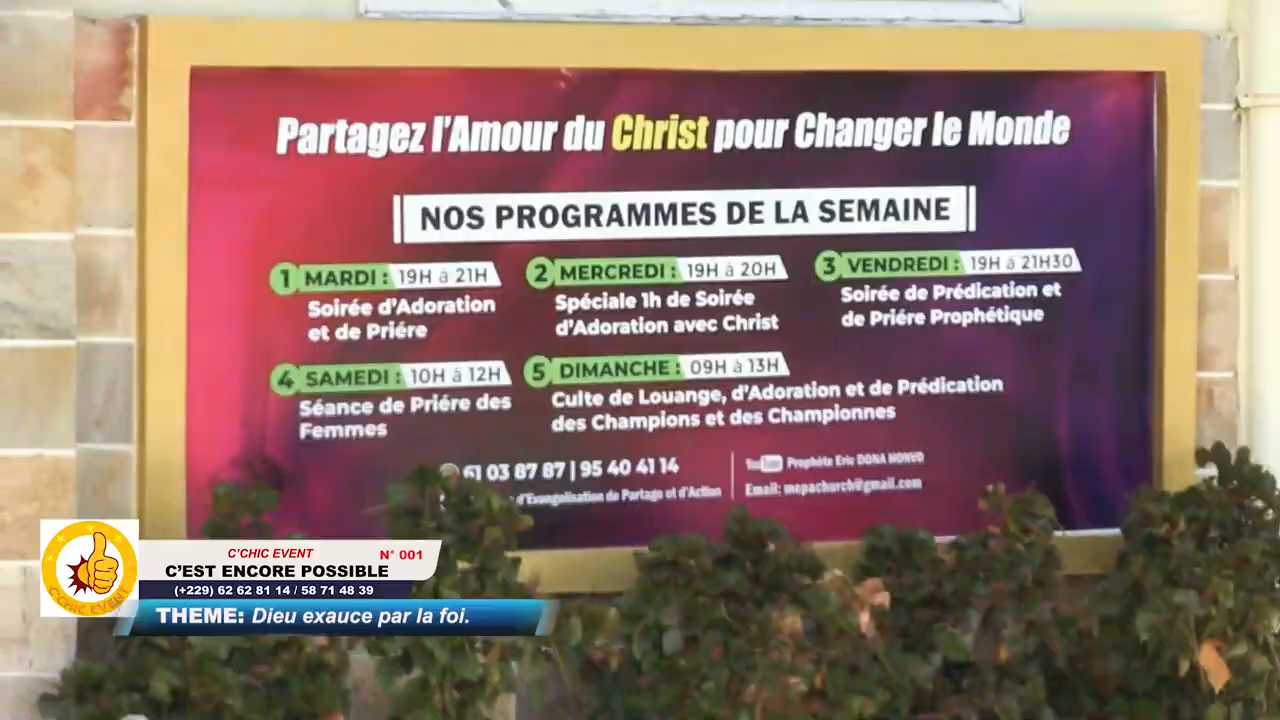 Partagez l'Amour du Christ pour Changer le Monde
NOS PROGRAMMES DE LA SEMAINE
1 MARDI : 19H à 21H
Soirée d'Adoration
et de Priére
2 MERCREDI : 19H à 20H
Spéciale 1h de Soirée
d'Adoration avec Christ
3 VENDREDI : 19H à 21H30
Soirée de Prédication et
de Priére Prophétique
4 SAMEDI : 10H à 12H
Séance de Priére des
Femmes
5 DIMANCHE : 09H à 13H
Culte de Louange, d'Adoration et de Prédication
des Champions et des Championnes
61 03 87 87 | 95 40 41 14
d'Evangelisation de Partage et d'Action
YouTube Prophéte Eric DONA
Email: mepachurch@gmail.com
C'CHIC EVENT N° 001
C'EST ENCORE POSSIBLE
(+229) 62 62 81 14 / 58 71 48 39
THEME: Dieu exauce par la foi.
C'CHIC EVENT